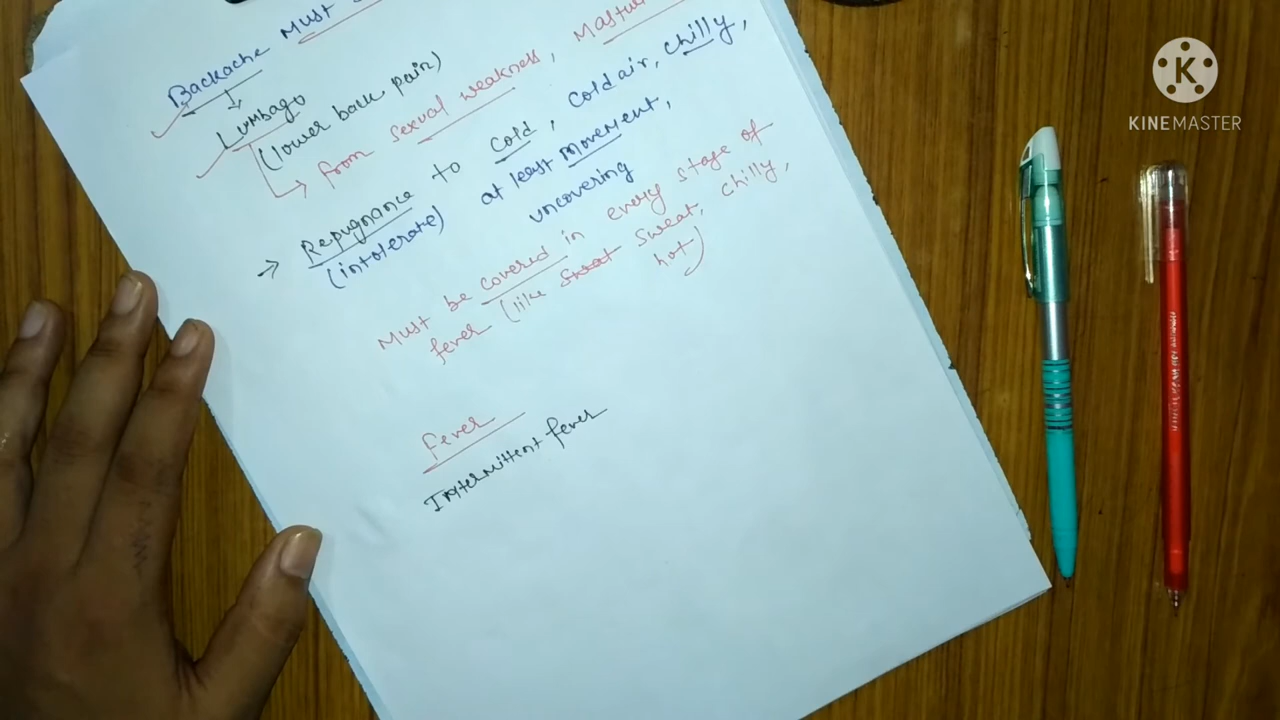 Backache Must
Lumbago
(lower back pain)
from sexual weakness,
→ Repugnance to cold, cold air, chilly,
(intolerate) at least Movement,
uncovering
Must be covered in every stage of
fever (like Sweat Sweat, chilly,
hot)
Fever
Intermittent fever
K
KINEMASTER